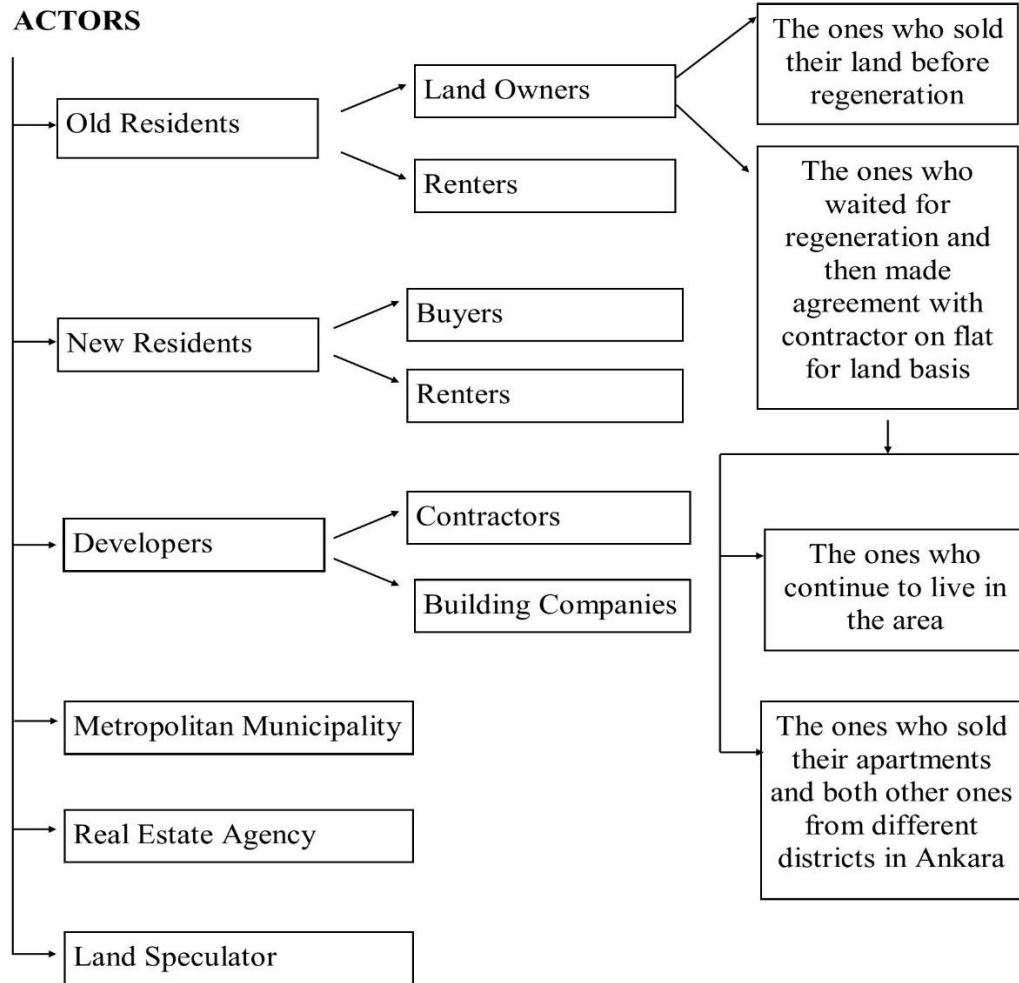 ACTORS
Old Residents
Land Owners
Renters
The ones who sold
their land before
regeneration
The ones who
waited for
regeneration and
then made
agreement with
contractor on flat
for land basis
New Residents
Buyers
Renters
Developers
Contractors
Building Companies
The ones who
continue to live in
the area
The ones who sold
their apartments
and both other ones
from different
districts in Ankara
Metropolitan Municipality
Real Estate Agency
Land Speculator